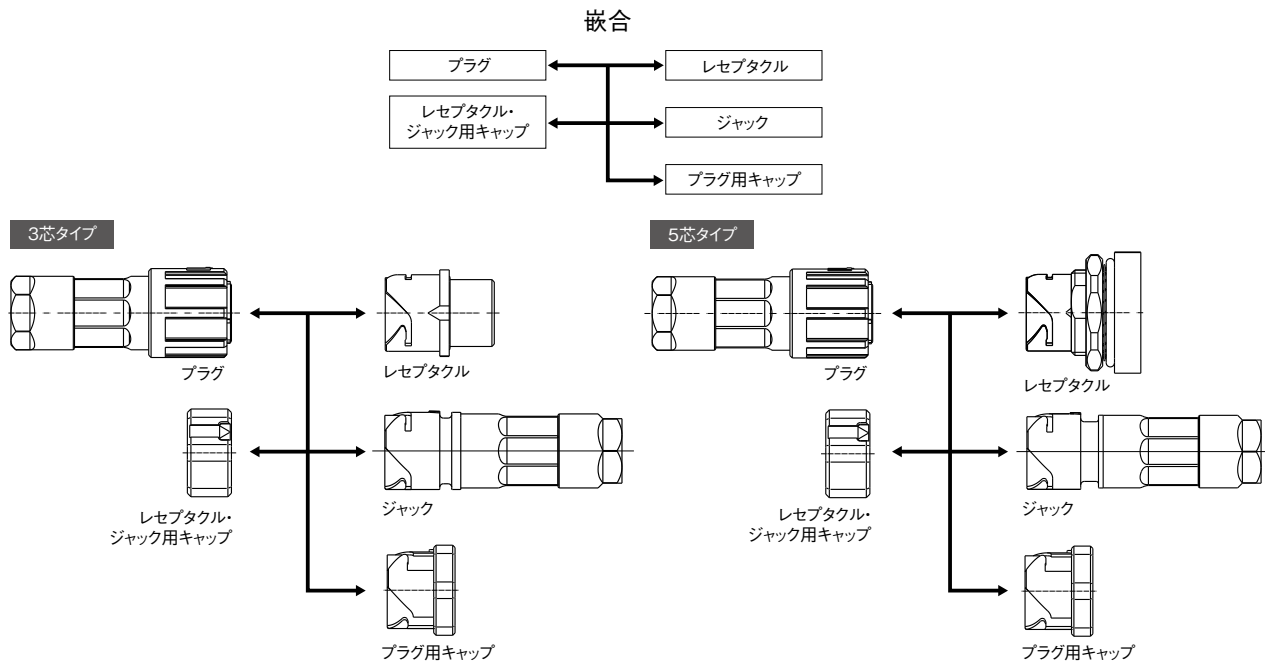 嵌合
プラグ
レセプタクル
レセプタクル・
ジャック用キャップ
ジャック
プラグ用キャップ
3芯タイプ
プラグ
レセプタクル
レセプタクル・
ジャック用キャップ
ジャック
プラグ用キャップ
5芯タイプ
プラグ
レセプタクル
レセプタクル・
ジャック用キャップ
ジャック
プラグ用キャップ